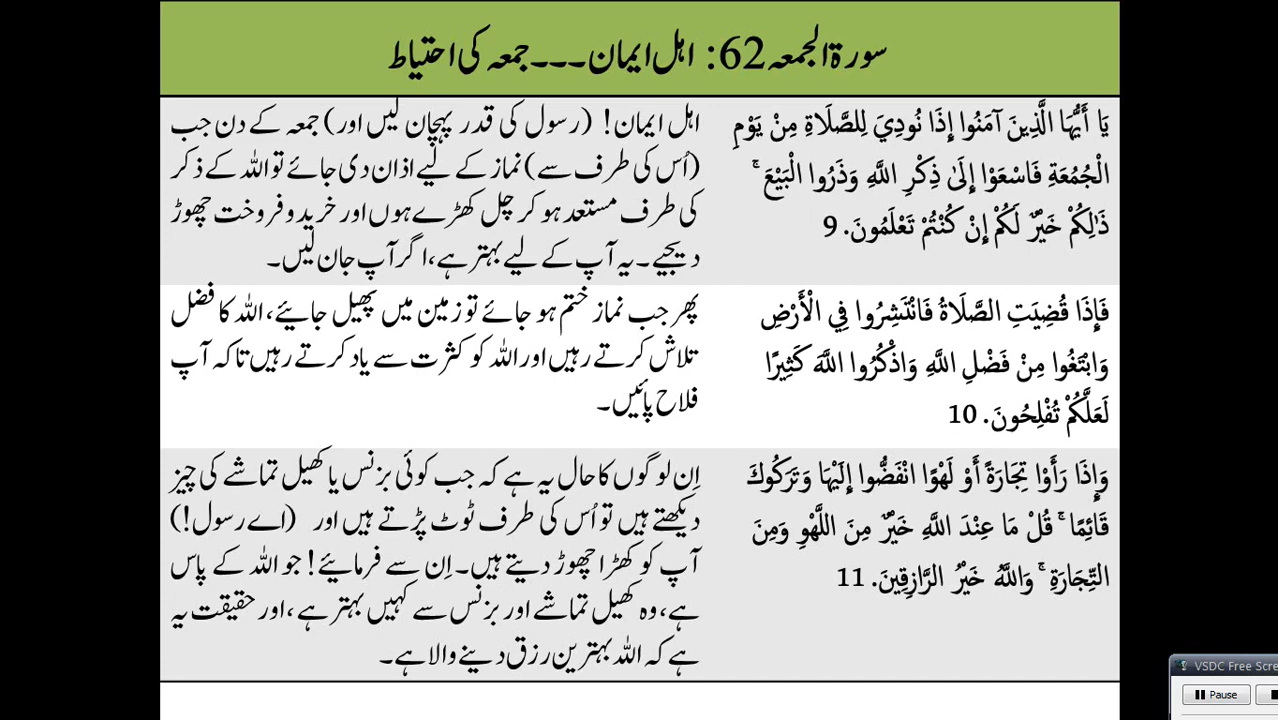 سورۃ الجمعہ 62: اہل ایمان۔۔۔جمعہ کی احتیاط
يَا أَيُّهَا الَّذِينَ آمَنُوا إِذَا نُودِيَ لِلصَّلَاةِ مِنْ يَوْمِ
الْجُمُعَةِ فَاسْعَوْا إِلَىٰ ذِكْرِ اللَّهِ وَذَرُوا الْبَيْعَ ۚ
ذَٰلِكُمْ خَيْرٌ لَكُمْ إِنْ كُنْتُمْ تَعْلَمُونَ. 9
اہل ایمان! (رسول کی قدر پہچان لیں اور) جمعہ کے دن جب
(اُس کی طرف سے) نماز کے لیے اذان دی جائے تو اللہ کے ذکر
کی طرف مستعد ہو کر چل کھڑے ہوں اور خرید و فروخت چھوڑ
دیجیے۔ یہ آپ کے لیے بہتر ہے، اگر آپ جان لیں۔
فَإِذَا قُضِيَتِ الصَّلَاةُ فَانْتَشِرُوا فِي الْأَرْضِ
وَابْتَغُوا مِنْ فَضْلِ اللَّهِ وَاذْكُرُوا اللَّهَ كَثِيرًا
لَعَلَّكُمْ تُفْلِحُونَ. 10
پھر جب نماز ختم ہو جائے تو زمین میں پھیل جائیے، اللہ کا فضل
تلاش کرتے رہیں اور اللہ کو کثرت سے یاد کرتے رہیں تاکہ آپ
فلاح پائیں۔
وَإِذَا رَأَوْا تِجَارَةً أَوْ لَهْوًا انْفَضُّوا إِلَيْهَا وَتَرَكُوكَ
قَائِمًا ۚ قُلْ مَا عِنْدَ اللَّهِ خَيْرٌ مِنَ اللَّهْوِ وَمِنَ
التِّجَارَةِ ۚ وَاللَّهُ خَيْرُ الرَّازِقِينَ. 11
اِن لوگوں کا حال یہ ہے کہ جب کوئی بزنس یا کھیل تماشے کی چیز
دیکھتے ہیں تو اُس کی طرف ٹوٹ پڑتے ہیں اور (اے رسول!)
آپ کو کھڑا چھوڑ دیتے ہیں۔ اِن سے فرمائیے! جو اللہ کے پاس
ہے، وہ کھیل تماشے اور بزنس سے کہیں بہتر ہے، اور حقیقت یہ
ہے کہ اللہ بہترین رزق دینے والا ہے۔
VSDC Free Scre
Pause